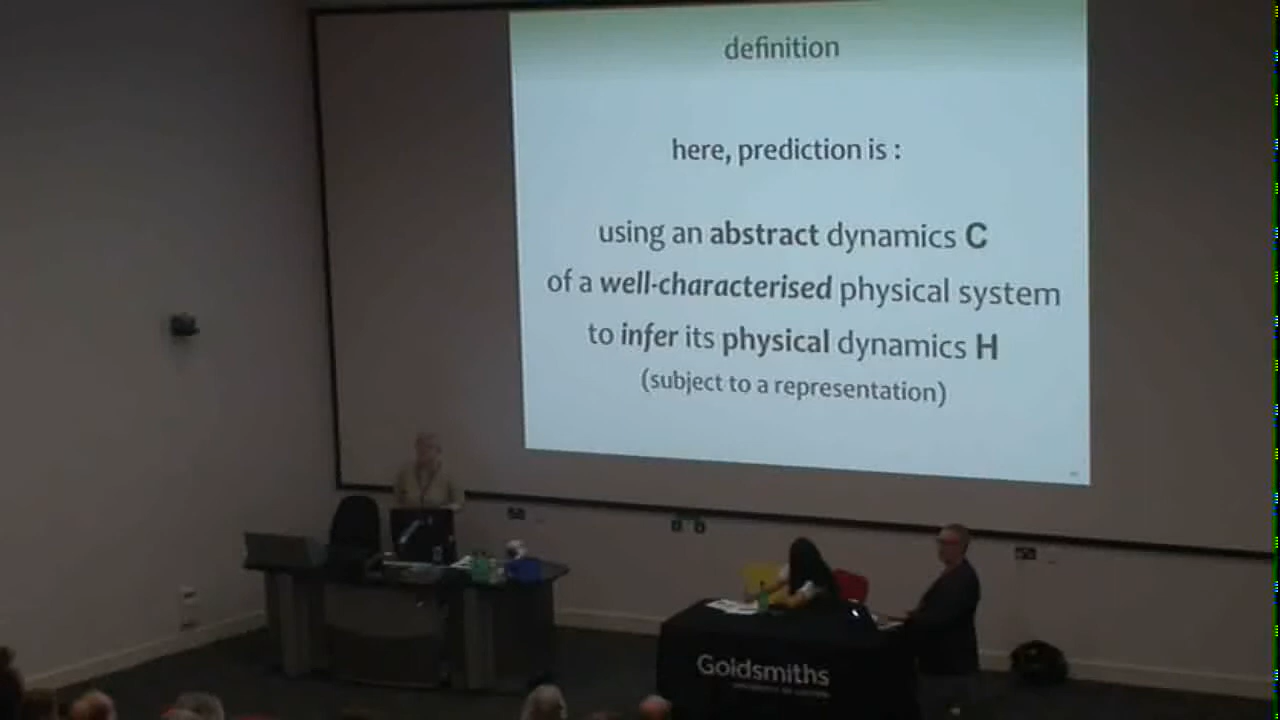 definition
here, prediction is :
using an abstract dynamics C
of a well-characterised physical system
to infer its physical dynamics H
(subject to a representation)
Goldsmiths